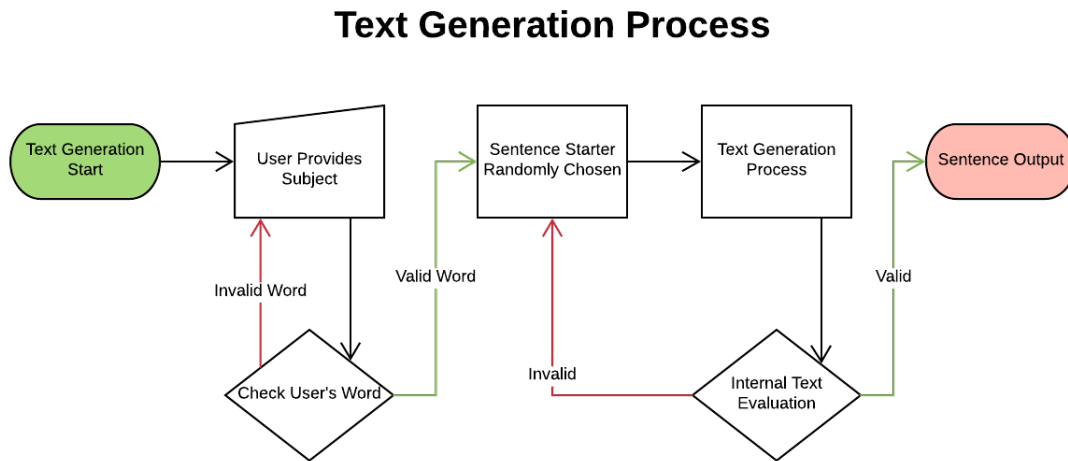 Text Generation Process
Text Generation
Start
User Provides
Subject
Sentence Starter
Randomly Chosen
Text Generation
Process
Sentence Output
Invalid Word
Valid Word
Invalid
Valid
Check User's Word
Internal Text
Evaluation